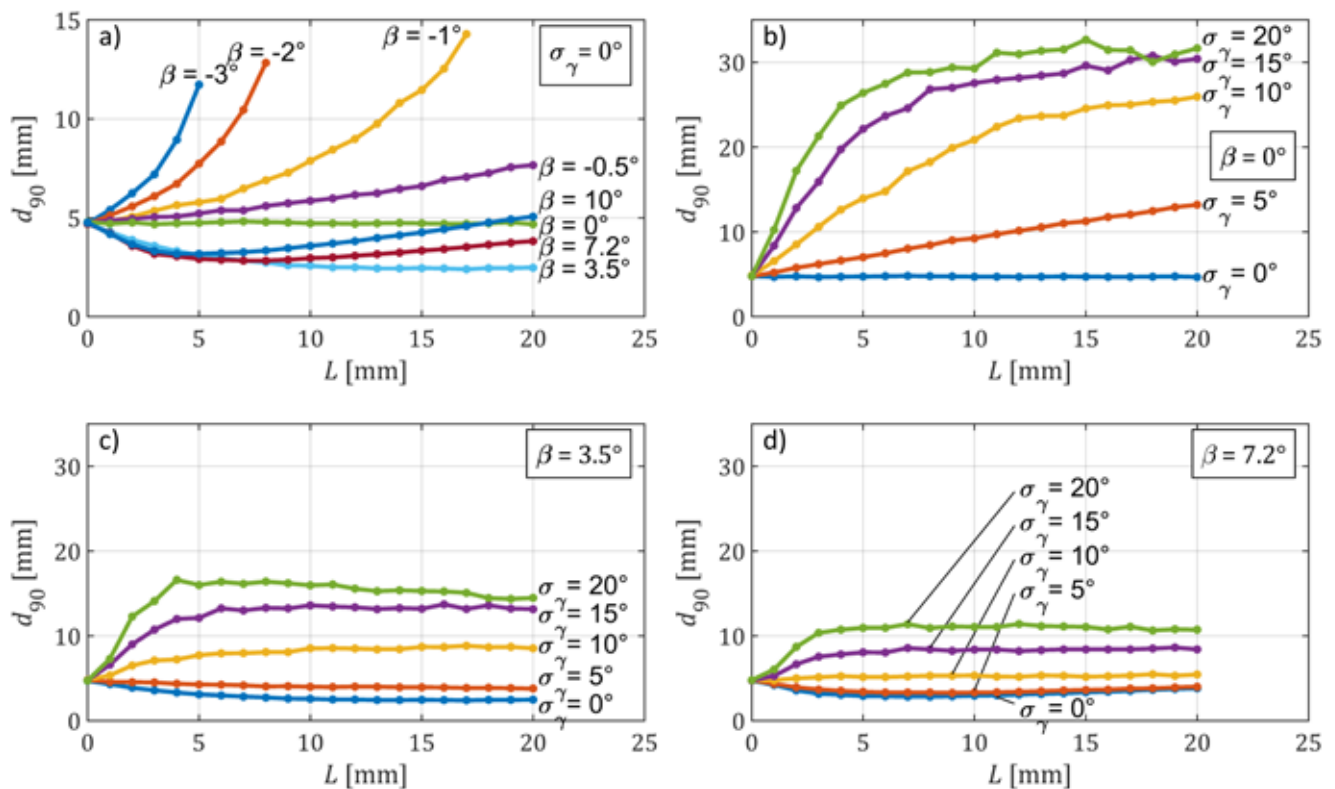 a)
β = -3°
β = -2°
β = -1°
σγ = 0°
β = -0.5°
β = 10°
β = 0°
β = 7.2°
β = 3.5°
15
10
5
0
0 5 10 15 20 25
d90 [mm]
L [mm]
b)
σγ = 20°
σγ = 15°
σγ = 10°
β = 0°
σγ = 5°
σγ = 0°
30
20
10
0
0 5 10 15 20 25
d90 [mm]
L [mm]
c)
β = 3.5°
σγ = 20°
σγ = 15°
σγ = 10°
σγ = 5°
σγ = 0°
30
20
10
0
0 5 10 15 20 25
d90 [mm]
L [mm]
d)
β = 7.2°
σγ = 20°
σγ = 15°
σγ = 10°
σγ = 5°
σγ = 0°
30
20
10
0
0 5 10 15 20 25
d90 [mm]
L [mm]